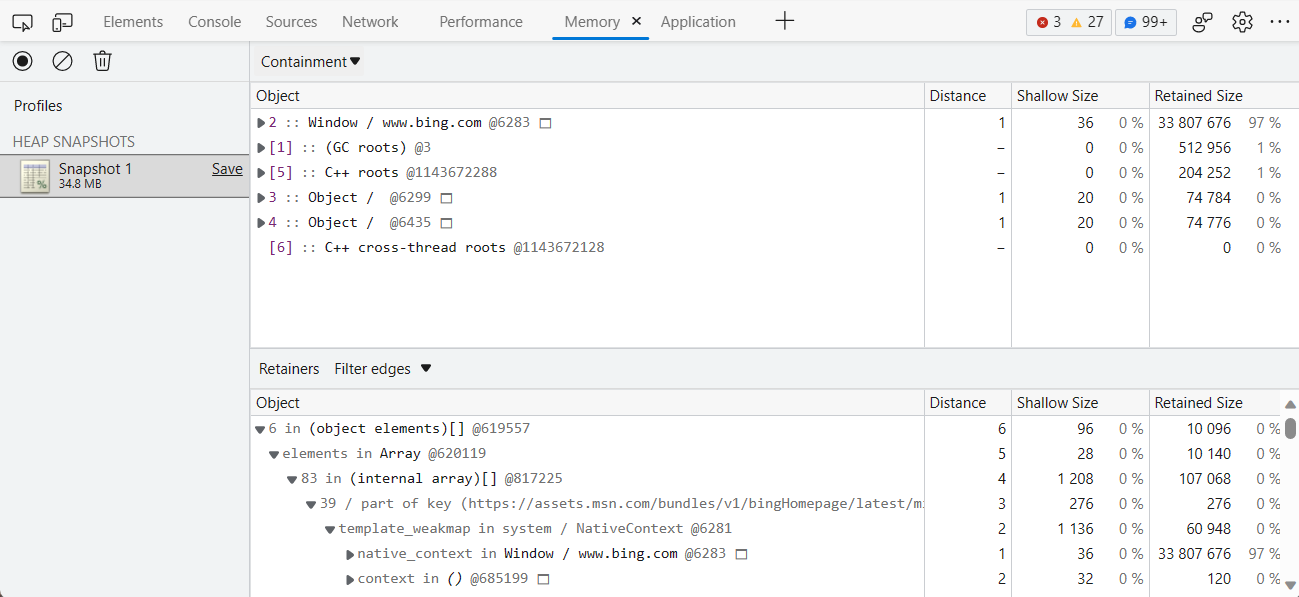 Elements Console Sources Network Performance Memory × Application + 3 27 99+ ···
Containment ▼
Profiles
HEAP SNAPSHOTS
Snapshot 1 Save
34.8 MB
Object Distance Shallow Size Retained Size
2 :: Window / www.bing.com @6283 1 36 0 % 33 807 676 97 %
[1] :: (GC roots) @3 – 0 0 % 512 956 1 %
[5] :: C++ roots @1143672288 – 0 0 % 204 252 1 %
3 :: Object / @6299 1 20 0 % 74 784 0 %
4 :: Object / @6435 1 20 0 % 74 776 0 %
[6] :: C++ cross-thread roots @1143672128 – 0 0 % 0 0 %
Retainers Filter edges ▼
Object Distance Shallow Size Retained Size
6 in (object elements)[] @619557 6 96 0 % 10 096 0 %
elements in Array @620119 5 28 0 % 10 140 0 %
83 in (internal array)[] @817225 4 1 208 0 % 107 068 0 %
39 / part of key (https://assets.msn.com/bundles/v1/bingHomepage/latest/m 3 276 0 % 276 0 %
template_weakmap in system / NativeContext @6281 2 1 136 0 % 60 948 0 %
native_context in Window / www.bing.com @6283 1 36 0 % 33 807 676 97 %
context in () @685199 2 32 0 % 120 0 %